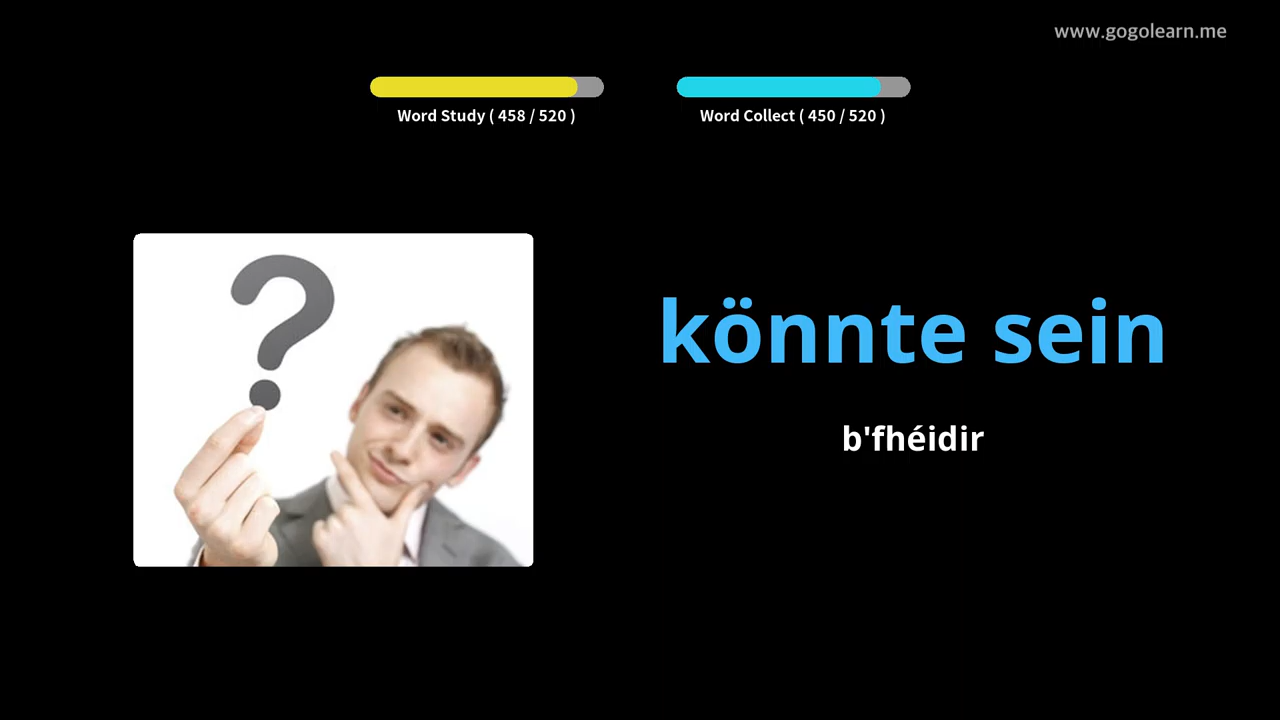 www.gogolearn.me
Word Study ( 458 / 520 )
Word Collect ( 450 / 520 )
?
könnte sein
b'fhéidir